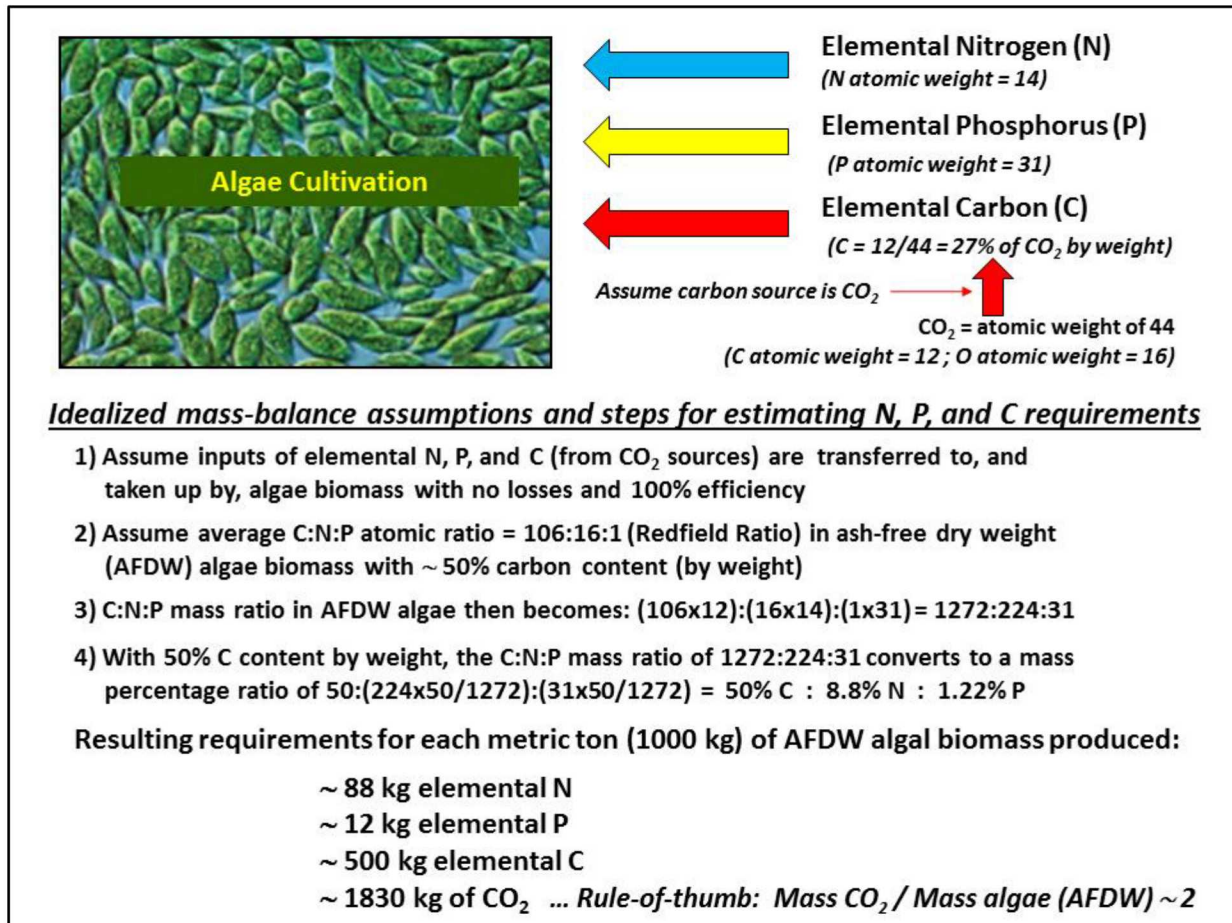 Elemental Nitrogen (N)
(N atomic weight = 14)
Elemental Phosphorus (P)
(P atomic weight = 31)
Algae Cultivation
Elemental Carbon (C)
(C = 12/44 = 27% of CO₂ by weight)
Assume carbon source is CO₂
CO₂ = atomic weight of 44
(C atomic weight = 12 ; O atomic weight = 16)
Idealized mass-balance assumptions and steps for estimating N, P, and C requirements
1) Assume inputs of elemental N, P, and C (from CO₂ sources) are transferred to, and
taken up by, algae biomass with no losses and 100% efficiency
2) Assume average C:N:P atomic ratio = 106:16:1 (Redfield Ratio) in ash-free dry weight
(AFDW) algae biomass with ~ 50% carbon content (by weight)
3) C:N:P mass ratio in AFDW algae then becomes: (106x12):(16x14):(1x31) = 1272:224:31
4) With 50% C content by weight, the C:N:P mass ratio of 1272:224:31 converts to a mass
percentage ratio of 50:(224x50/1272):(31x50/1272) = 50% C : 8.8% N : 1.22% P
Resulting requirements for each metric ton (1000 kg) of AFDW algal biomass produced:
~ 88 kg elemental N
~ 12 kg elemental P
~ 500 kg elemental C
~ 1830 kg of CO₂ ... Rule-of-thumb: Mass CO₂ / Mass algae (AFDW) ~ 2